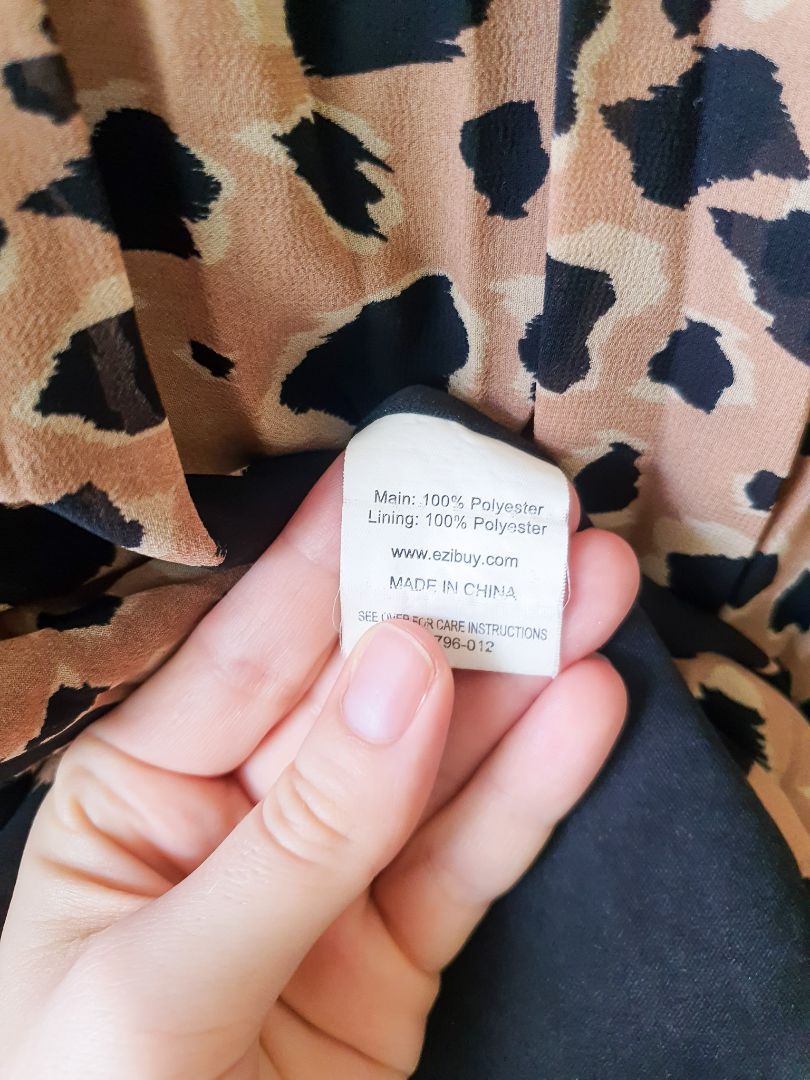 Main: 100% Polyester
Lining: 100% Polyester
www.ezibuy.com
MADE IN CHINA
SEE OVER FOR CARE INSTRUCTIONS
796-012